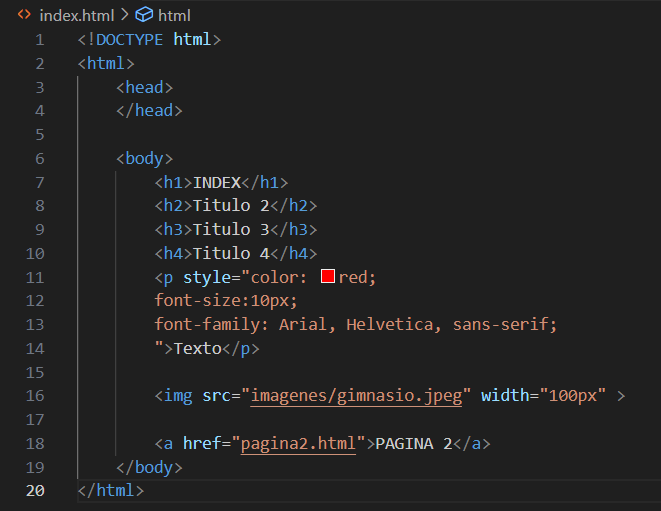 index.html > html
1 <!DOCTYPE html>
2 <html>
3     <head>
4     </head>
5
6     <body>
7         <h1>INDEX</h1>
8         <h2>Titulo 2</h2>
9         <h3>Titulo 3</h3>
10         <h4>Titulo 4</h4>
11         <p style="color: red;
12         font-size:10px;
13         font-family: Arial, Helvetica, sans-serif;
14         ">Texto</p>
15
16         <img src="imagenes/gimnasio.jpeg" width="100px" >
17
18         <a href="pagina2.html">PAGINA 2</a>
19     </body>
20 </html>